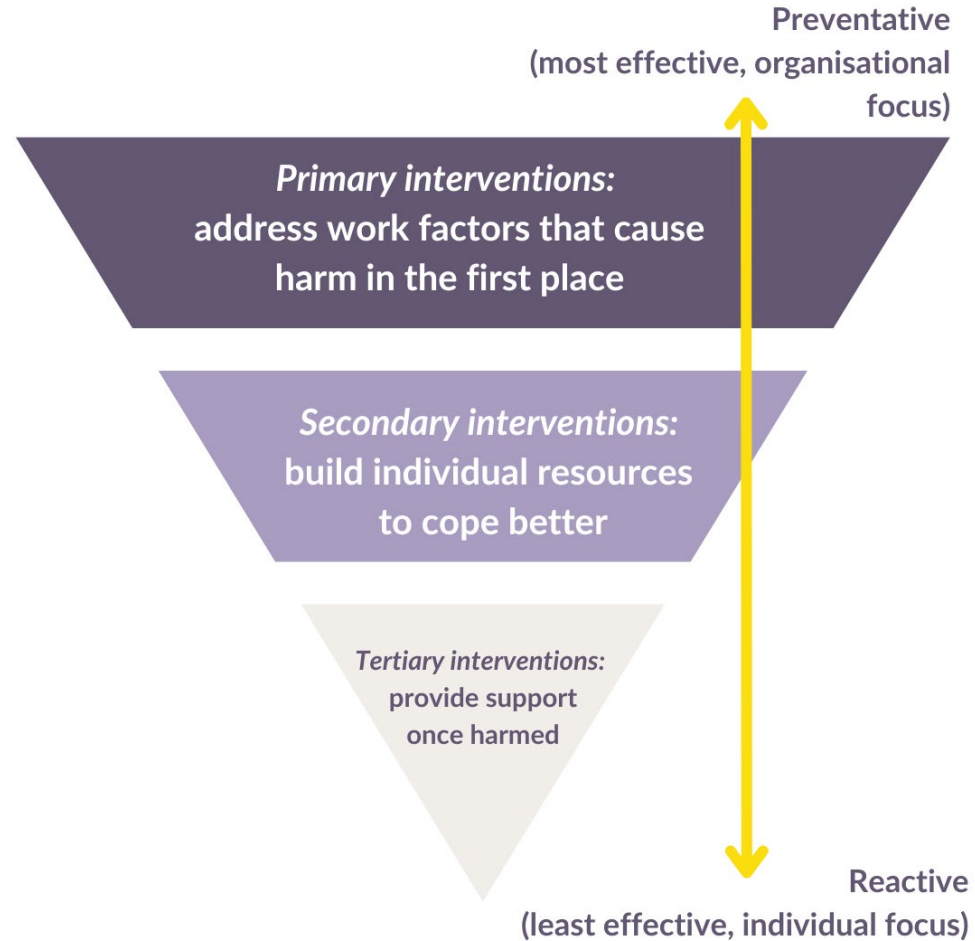 Preventative
(most effective, organisational
focus)
Primary interventions:
address work factors that cause
harm in the first place
Secondary interventions:
build individual resources
to cope better
Tertiary interventions:
provide support
once harmed
Reactive
(least effective, individual focus)